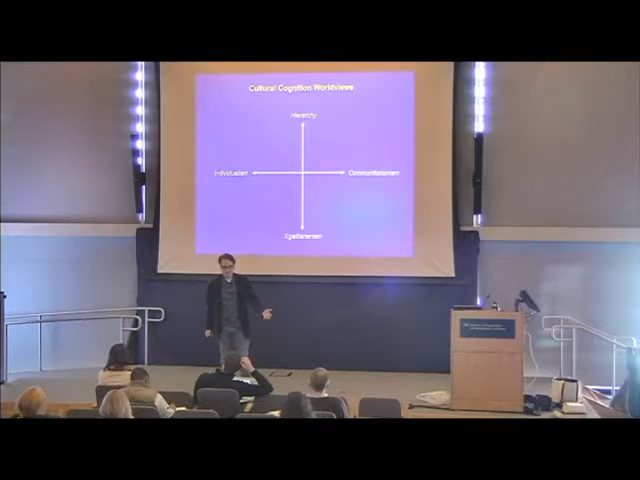 Cultural Cognition Worldviews
Hierarchy
Individualism
Communitarianism
Egalitarianism